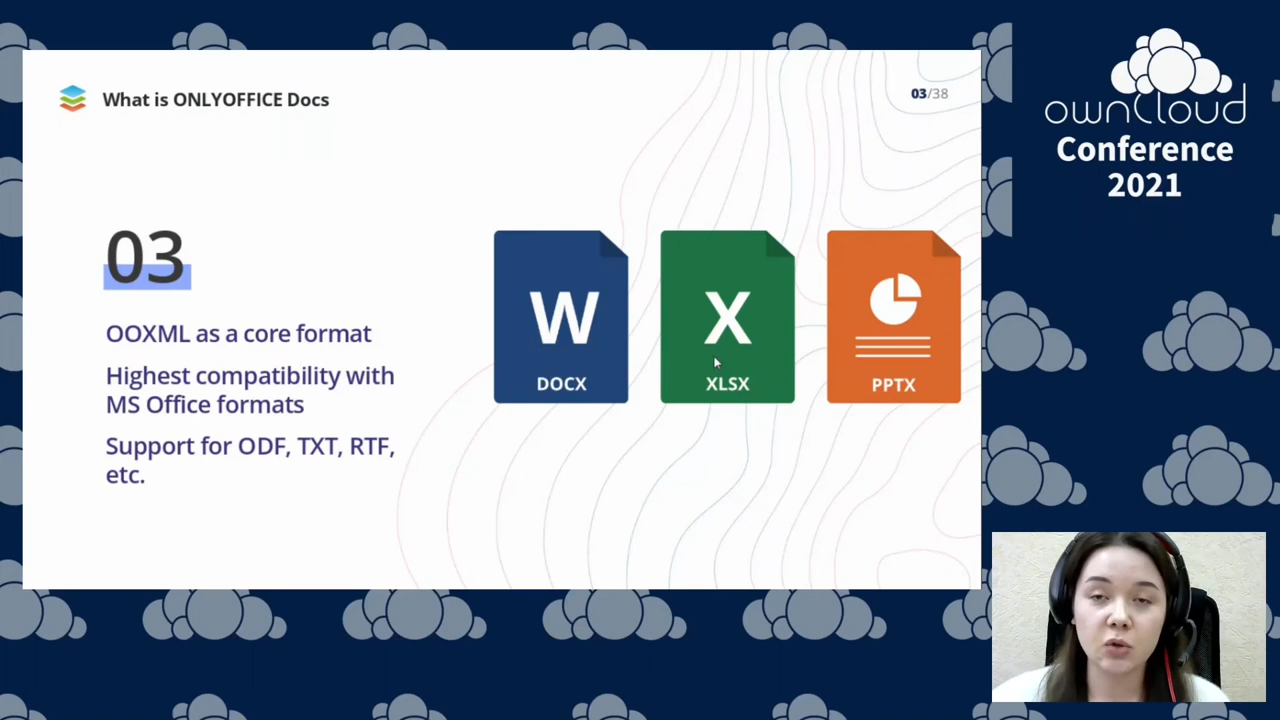 What is ONLYOFFICE Docs
03/38
03
OOXML as a core format
Highest compatibility with
MS Office formats
Support for ODF, TXT, RTF,
etc.
W
DOCX
X
XLSX
PPTX
ownCloud
Conference
2021